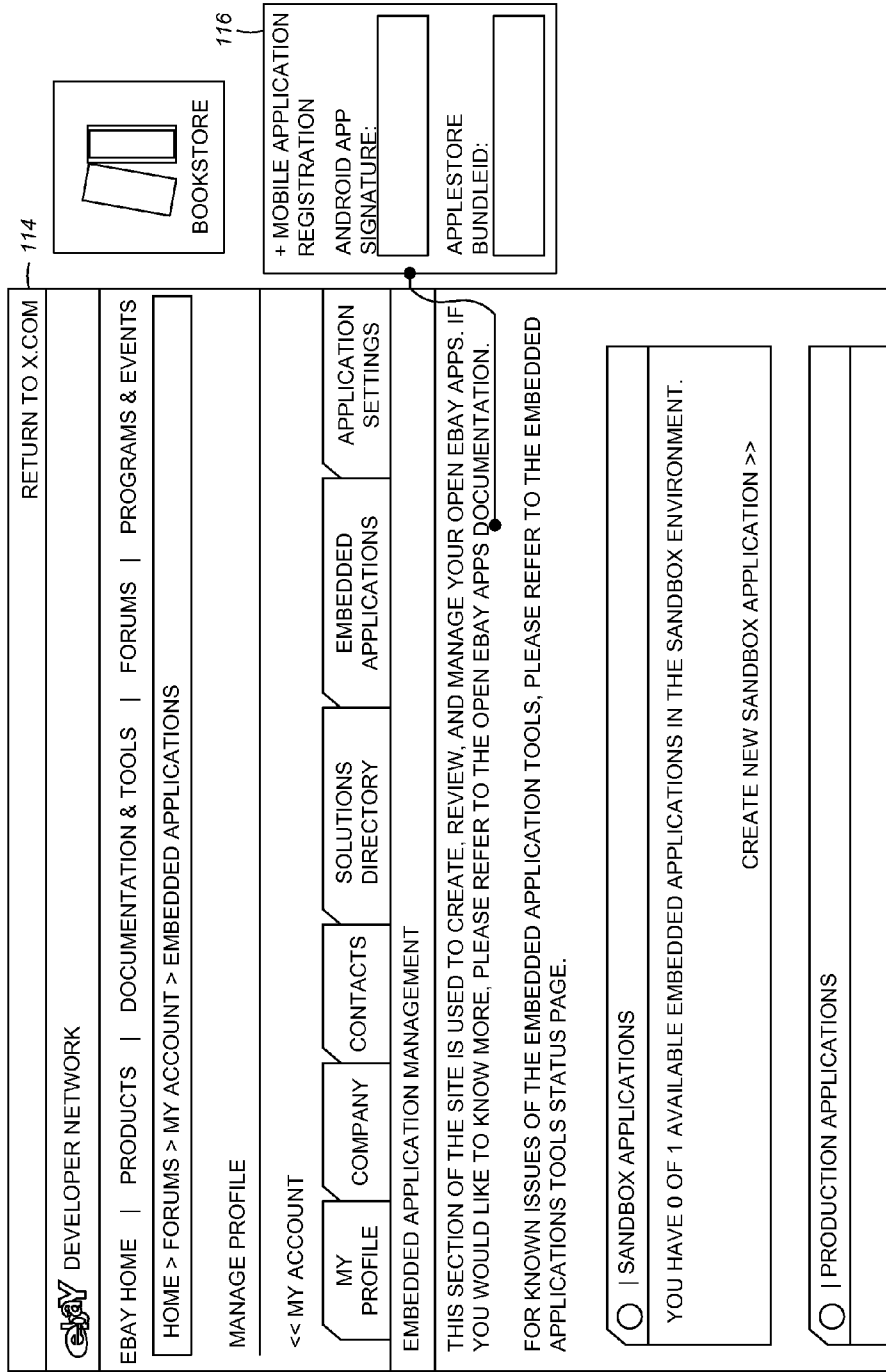 RETURN TO X.COM
114
ebaY DEVELOPER NETWORK
EBAY HOME | PRODUCTS | DOCUMENTATION & TOOLS | FORUMS | PROGRAMS & EVENTS
HOME > FORUMS > MY ACCOUNT > EMBEDDED APPLICATIONS
MANAGE PROFILE
<< MY ACCOUNT
MY PROFILE
COMPANY
CONTACTS
SOLUTIONS DIRECTORY
EMBEDDED APPLICATIONS
APPLICATION SETTINGS
EMBEDDED APPLICATION MANAGEMENT
THIS SECTION OF THE SITE IS USED TO CREATE, REVIEW, AND MANAGE YOUR OPEN EBAY APPS. IF
YOU WOULD LIKE TO KNOW MORE, PLEASE REFER TO THE OPEN EBAY APPS DOCUMENTATION.
FOR KNOWN ISSUES OF THE EMBEDDED APPLICATION TOOLS, PLEASE REFER TO THE EMBEDDED
APPLICATIONS TOOLS STATUS PAGE.
| SANDBOX APPLICATIONS
YOU HAVE 0 OF 1 AVAILABLE EMBEDDED APPLICATIONS IN THE SANDBOX ENVIRONMENT.
CREATE NEW SANDBOX APPLICATION >>
| PRODUCTION APPLICATIONS
BOOKSTORE
116
+ MOBILE APPLICATION
REGISTRATION
ANDROID APP
SIGNATURE:
APPLESTORE
BUNDLEID: